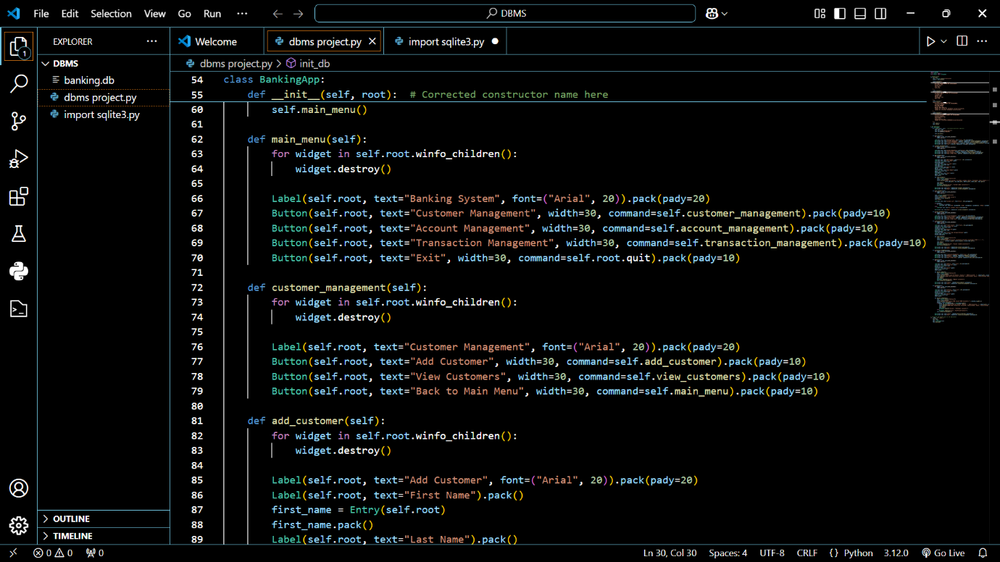 File Edit Selection View Go Run ··· DBMS
EXPLORER ···
Welcome
dbms project.py
import sqlite3.py
1
DBMS
banking.db
dbms project.py
import sqlite3.py
dbms project.py > init_db
54 class BankingApp:
55     def __init__(self, root):  # Corrected constructor name here
60         self.main_menu()
61
62     def main_menu(self):
63         for widget in self.root.winfo_children():
64             widget.destroy()
65
66         Label(self.root, text="Banking System", font=("Arial", 20)).pack(pady=20)
67         Button(self.root, text="Customer Management", width=30, command=self.customer_management).pack(pady=10)
68         Button(self.root, text="Account Management", width=30, command=self.account_management).pack(pady=10)
69         Button(self.root, text="Transaction Management", width=30, command=self.transaction_management).pack(pady=10)
70         Button(self.root, text="Exit", width=30, command=self.root.quit).pack(pady=10)
71
72     def customer_management(self):
73         for widget in self.root.winfo_children():
74             widget.destroy()
75
76         Label(self.root, text="Customer Management", font=("Arial", 20)).pack(pady=20)
77         Button(self.root, text="Add Customer", width=30, command=self.add_customer).pack(pady=10)
78         Button(self.root, text="View Customers", width=30, command=self.view_customers).pack(pady=10)
79         Button(self.root, text="Back to Main Menu", width=30, command=self.main_menu).pack(pady=10)
80
81     def add_customer(self):
82         for widget in self.root.winfo_children():
83             widget.destroy()
84
85         Label(self.root, text="Add Customer", font=("Arial", 20)).pack(pady=20)
86         Label(self.root, text="First Name").pack()
87         first_name = Entry(self.root)
88         first_name.pack()
89         Label(self.root, text="Last Name").pack()
OUTLINE
TIMELINE
0 0 0 Ln 30, Col 30 Spaces: 4 UTF-8 CRLF {} Python 3.12.0 Go Live